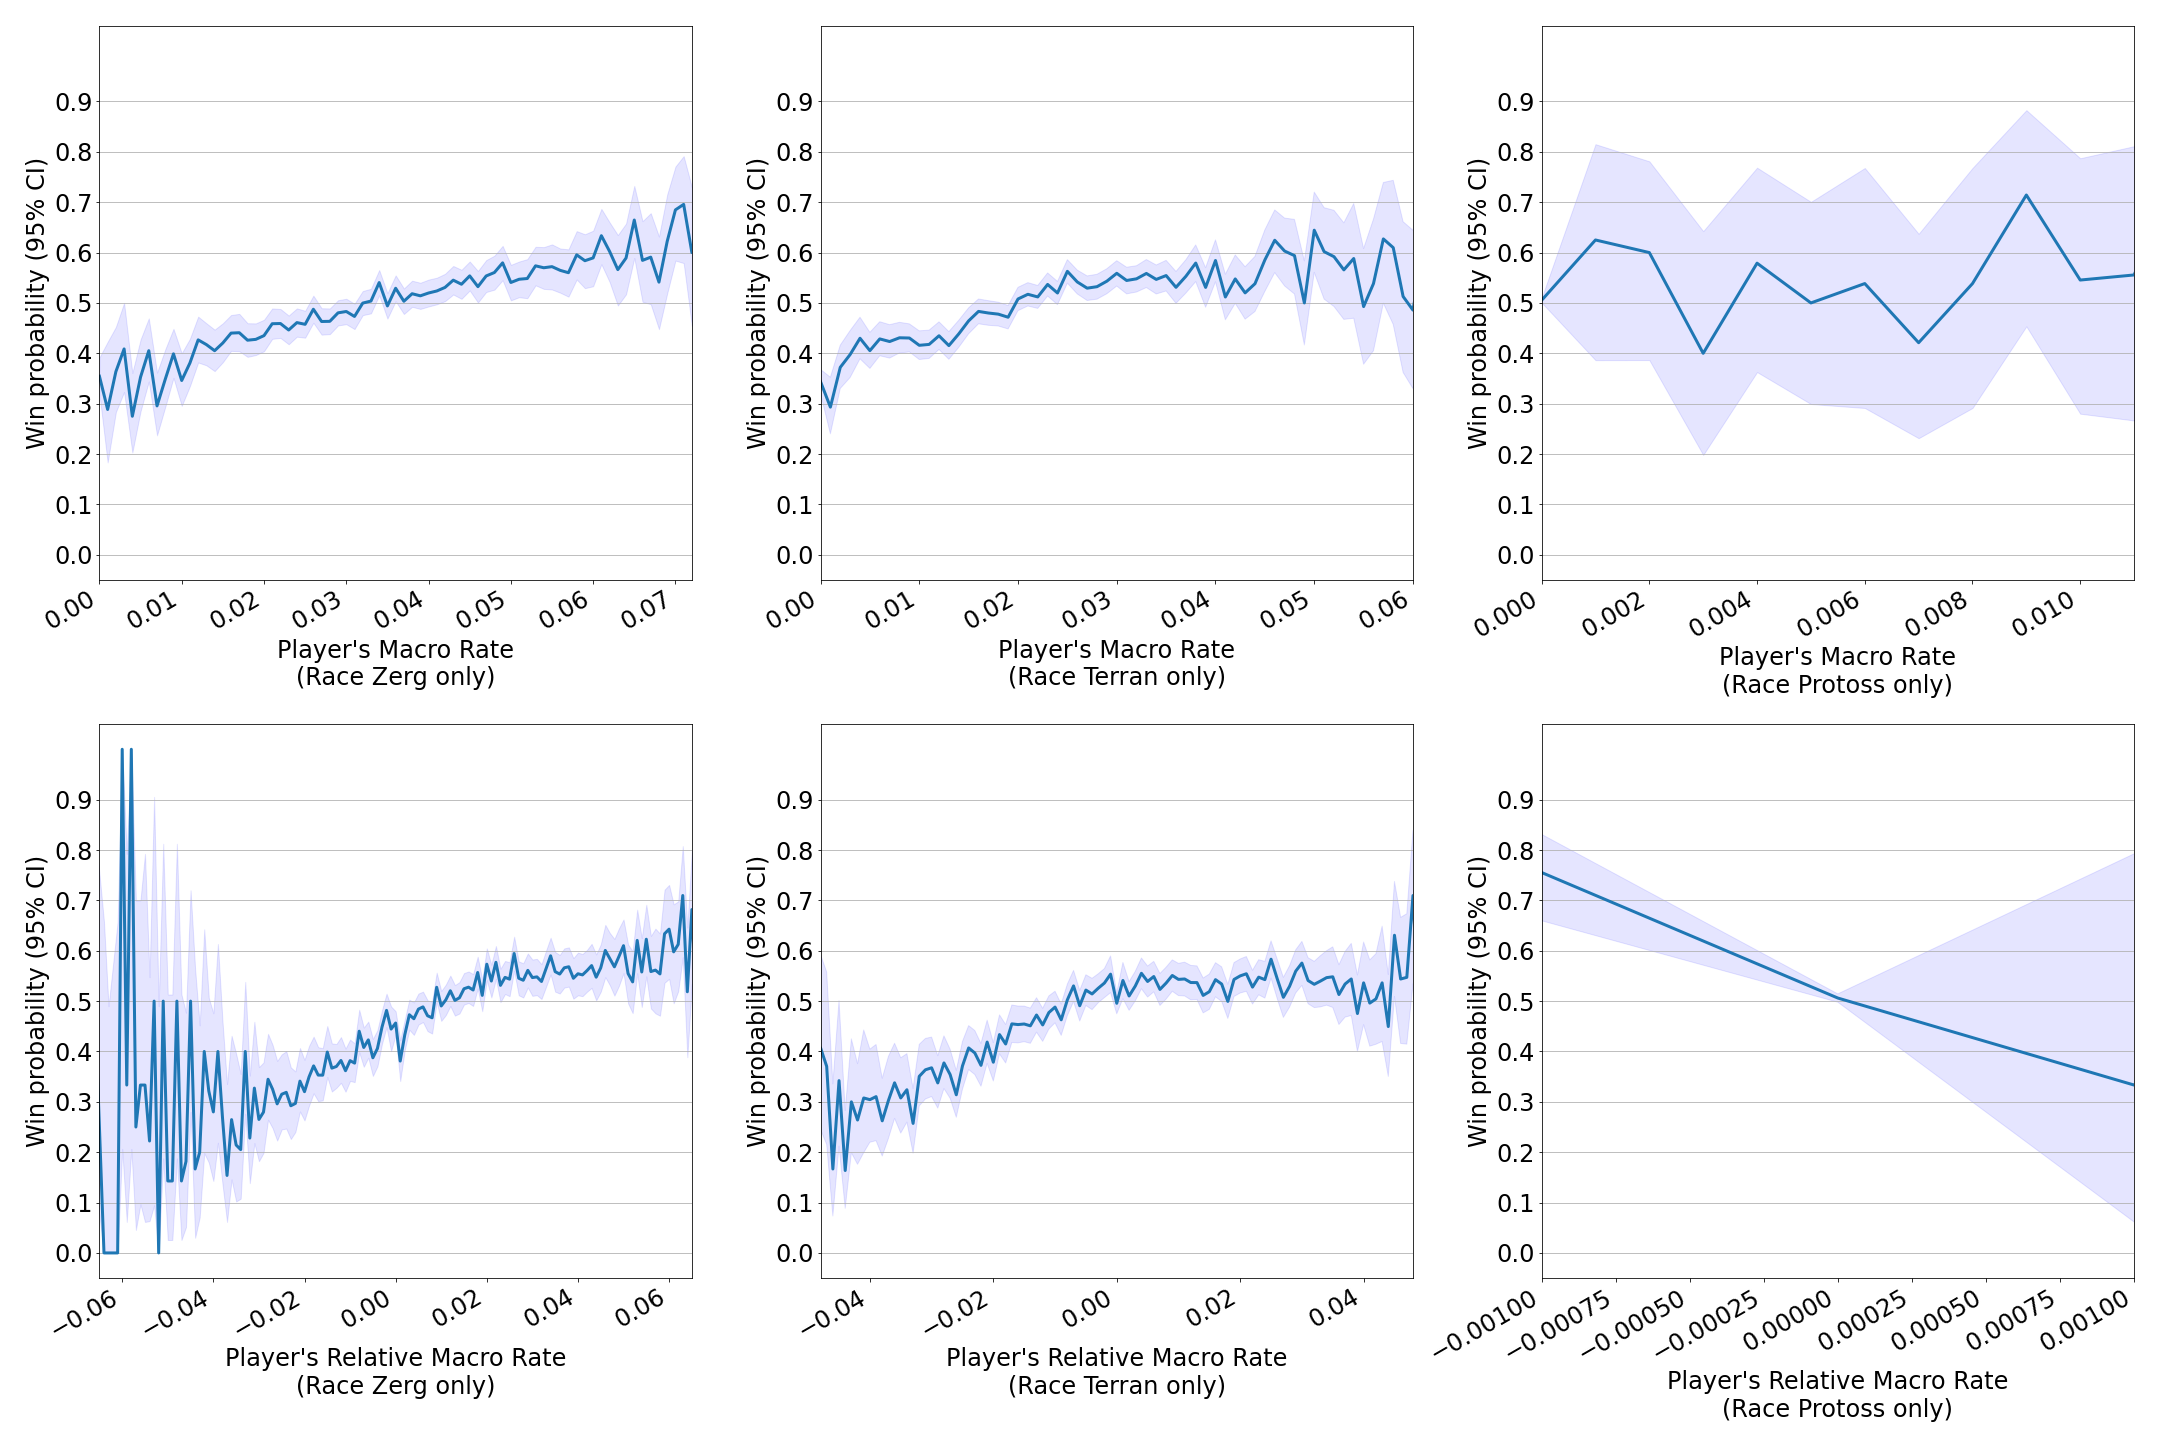 Win probability (95% CI)
0.9
0.8
0.7
0.6
0.5
0.4
0.3
0.2
0.1
0.0
0.00 0.01 0.02 0.03 0.04 0.05 0.06 0.07
Player's Macro Rate
(Race Zerg only)
Win probability (95% CI)
0.9
0.8
0.7
0.6
0.5
0.4
0.3
0.2
0.1
0.0
0.00 0.01 0.02 0.03 0.04 0.05 0.06
Player's Macro Rate
(Race Terran only)
Win probability (95% CI)
0.9
0.8
0.7
0.6
0.5
0.4
0.3
0.2
0.1
0.0
0.000 0.002 0.004 0.006 0.008 0.010
Player's Macro Rate
(Race Protoss only)
Win probability (95% CI)
0.9
0.8
0.7
0.6
0.5
0.4
0.3
0.2
0.1
0.0
−0.06 −0.04 −0.02 0.00 0.02 0.04 0.06
Player's Relative Macro Rate
(Race Zerg only)
Win probability (95% CI)
0.9
0.8
0.7
0.6
0.5
0.4
0.3
0.2
0.1
0.0
−0.04 −0.02 0.00 0.02 0.04
Player's Relative Macro Rate
(Race Terran only)
Win probability (95% CI)
0.9
0.8
0.7
0.6
0.5
0.4
0.3
0.2
0.1
0.0
−0.00100 −0.00075 −0.00050 −0.00025 0.00000 0.00025 0.00050 0.00075 0.00100
Player's Relative Macro Rate
(Race Protoss only)